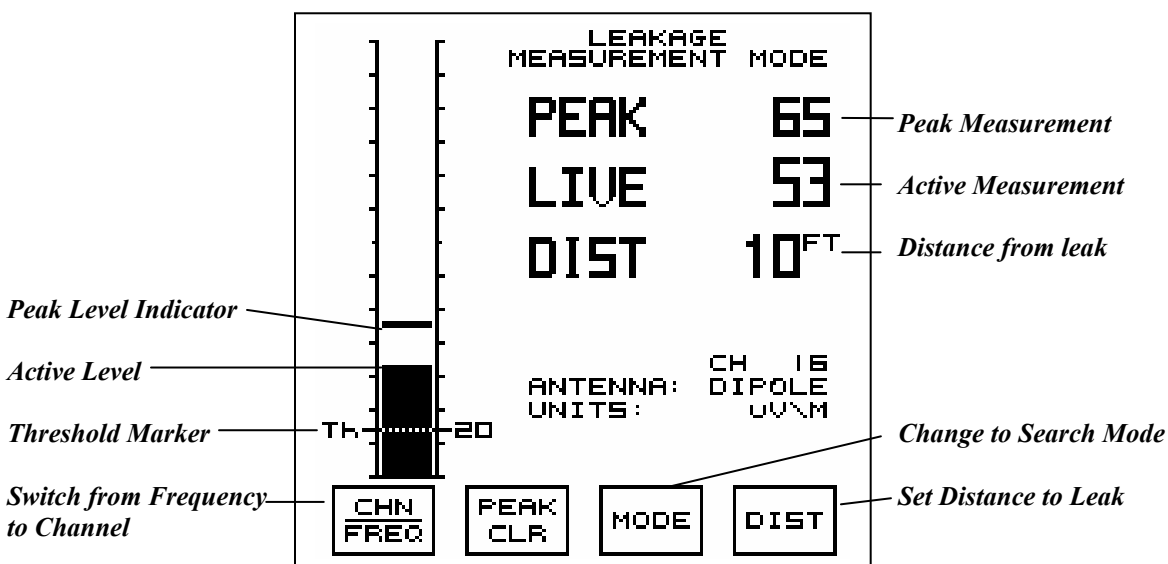 LEAKAGE
MEASUREMENT MODE
PEAK 65 Peak Measurement
LIVE 53 Active Measurement
DIST 10 FT Distance from leak
Peak Level Indicator
Active Level
CH 16
ANTENNA: DIPOLE
UNITS: uV\M
Threshold Marker Th 20
Change to Search Mode
Switch from Frequency
to Channel
CHN
FREQ
PEAK
CLR
MODE
DIST
Set Distance to Leak